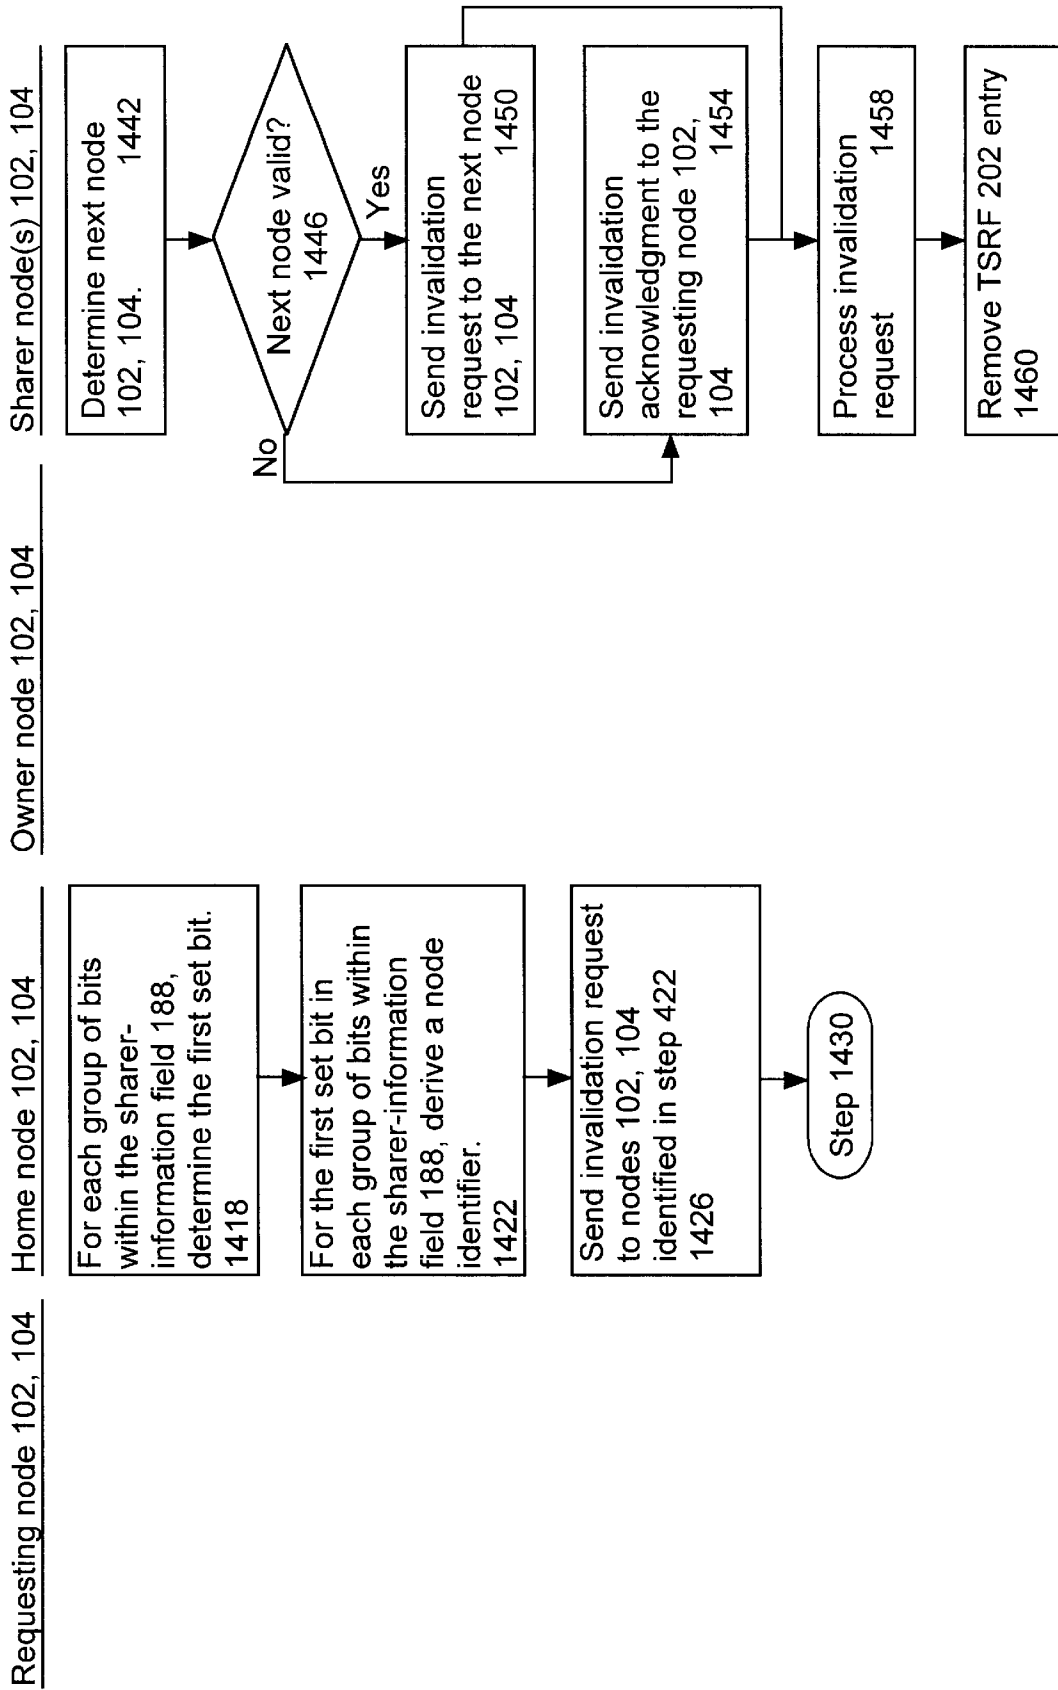 Requesting node 102, 104
Home node 102, 104
Owner node 102, 104
Sharer node(s) 102, 104
For each group of bits
within the sharer-
information field 188,
determine the first set bit.
1418
For the first set bit in
each group of bits within
the sharer-information
field 188, derive a node
identifier.
1422
Send invalidation request
to nodes 102, 104
identified in step 422
1426
Step 1430
Determine next node
102, 104. 1442
Next node valid?
1446
No
Yes
Send invalidation
request to the next node
102, 104 1450
Send invalidation
acknowledgment to the
requesting node 102,
104 1454
Process invalidation
request 1458
Remove TSRF 202 entry
1460